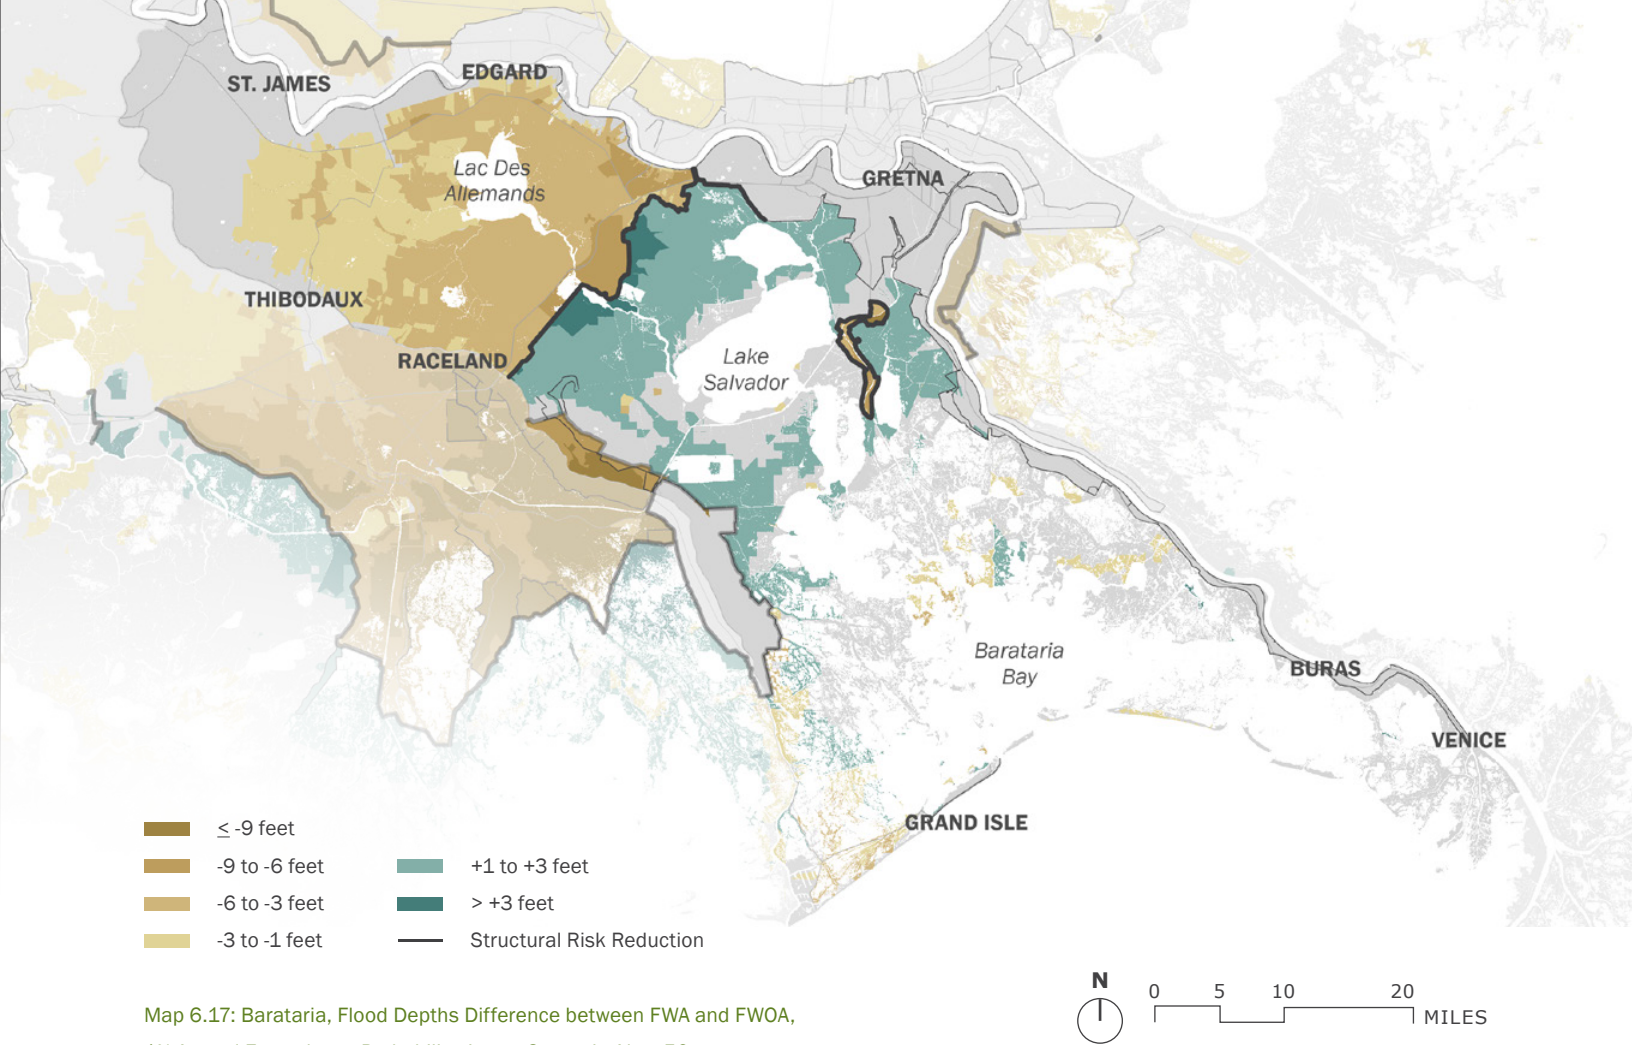 ST. JAMES
EDGARD
Lac Des
Allemands
GRETNA
THIBODAUX
RACELAND
Lake
Salvador
Barataria
Bay
BURAS
VENICE
GRAND ISLE
≤ -9 feet
-9 to -6 feet
+1 to +3 feet
-6 to -3 feet
> +3 feet
-3 to -1 feet
Structural Risk Reduction
N
0 5 10 20
MILES
Map 6.17: Barataria, Flood Depths Difference between FWA and FWOA,